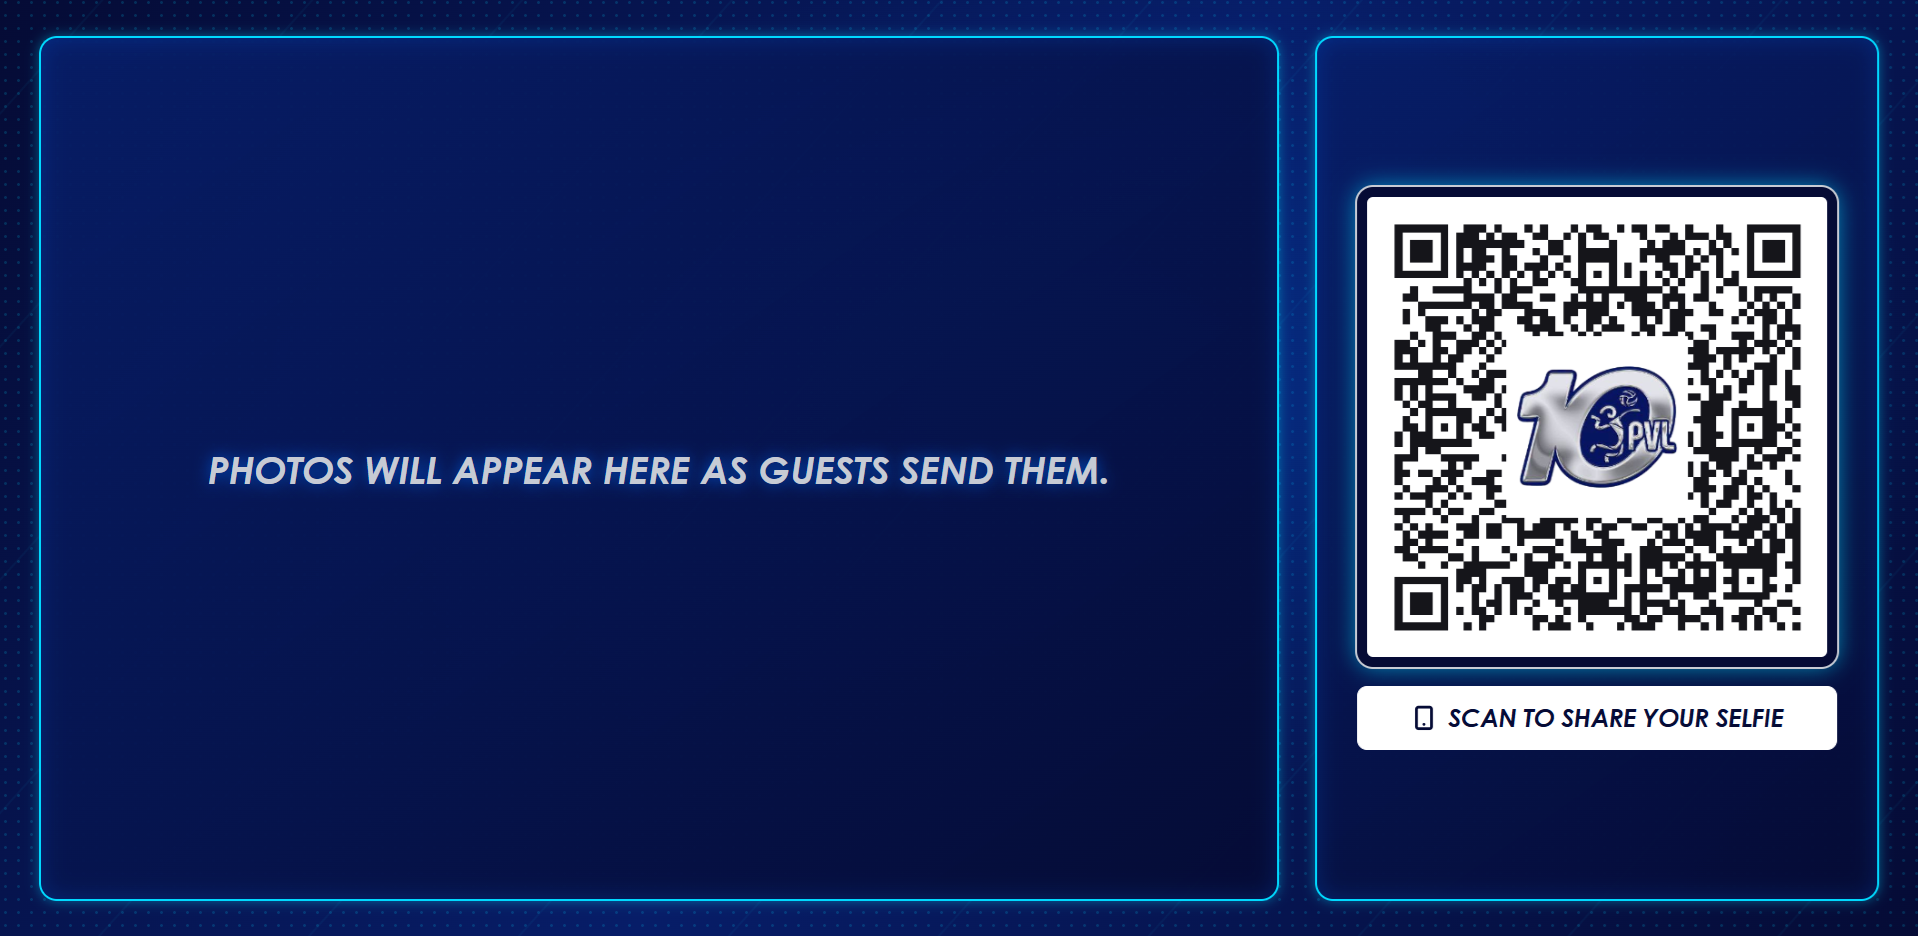 PHOTOS WILL APPEAR HERE AS GUESTS SEND THEM.
10
PVL
SCAN TO SHARE YOUR SELFIE